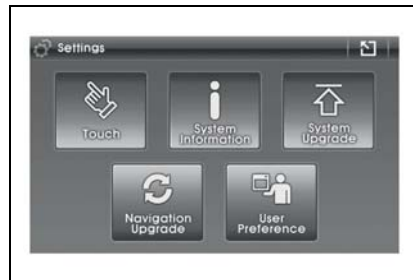 Settings
Touch
System
Information
System
Upgrade
Navigation
Upgrade
User
Preference